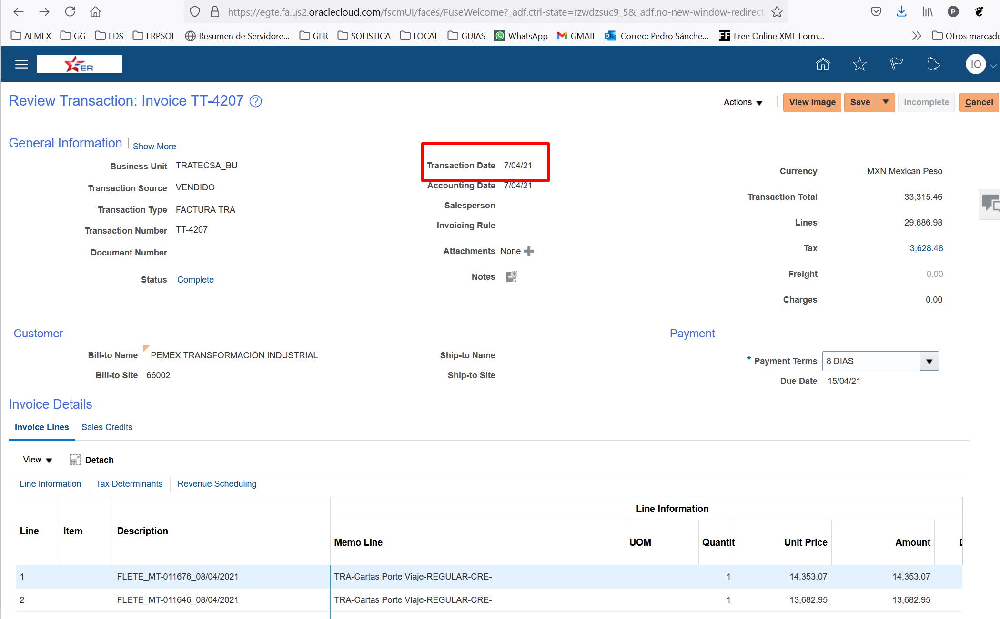 https://egte.fa.us2.oraclecloud.com/fscmUI/faces/FuseWelcome?_adf.ctrl-state=rzwdzsuc9_5&_adf.no-new-window-redirect
P
ALMEX GG EDS ERPSOL Resumen de Servidore... GER SOLISTICA LOCAL GUIAS WhatsApp GMAIL Correo: Pedro Sánche... FF Free Online XML Form... Otros marcado
ER
IO
Review Transaction: Invoice TT-4207 ?
Actions View Image Save Incomplete Cancel
General Information Show More
Business Unit TRATECSA_BU
Transaction Source VENDIDO
Transaction Type FACTURA TRA
Transaction Number TT-4207
Document Number
Status Complete
Transaction Date 7/04/21
Accounting Date 7/04/21
Salesperson
Invoicing Rule
Attachments None
Notes
Currency MXN Mexican Peso
Transaction Total 33,315.46
Lines 29,686.98
Tax 3,628.48
Freight 0.00
Charges 0.00
Customer
Bill-to Name PEMEX TRANSFORMACIÓN INDUSTRIAL
Bill-to Site 66002
Ship-to Name
Ship-to Site
Payment
* Payment Terms 8 DIAS
Due Date 15/04/21
Invoice Details
Invoice Lines Sales Credits
View Detach
Line Information Tax Determinants Revenue Scheduling
Line Information
Line Item Description Memo Line UOM Quantit Unit Price Amount
1 FLETE_MT-011676_08/04/2021 TRA-Cartas Porte Viaje-REGULAR-CRE- 1 14,353.07 14,353.07
2 FLETE_MT-011646_08/04/2021 TRA-Cartas Porte Viaje-REGULAR-CRE- 1 13,682.95 13,682.95